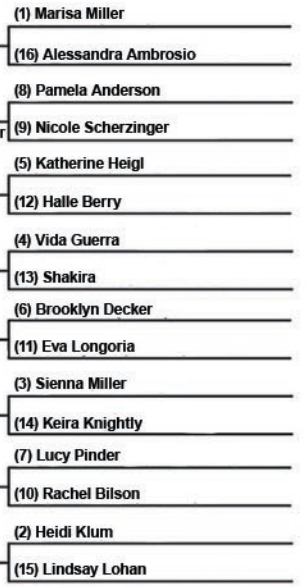 (1) Marisa Miller
(16) Alessandra Ambrosio
(8) Pamela Anderson
r
(9) Nicole Scherzinger
(5) Katherine Heigl
(12) Halle Berry
(4) Vida Guerra
(13) Shakira
(6) Brooklyn Decker
(11) Eva Longoria
(3) Sienna Miller
(14) Keira Knightly
(7) Lucy Pinder
(10) Rachel Bilson
(2) Heidi Klum
(15) Lindsay Lohan